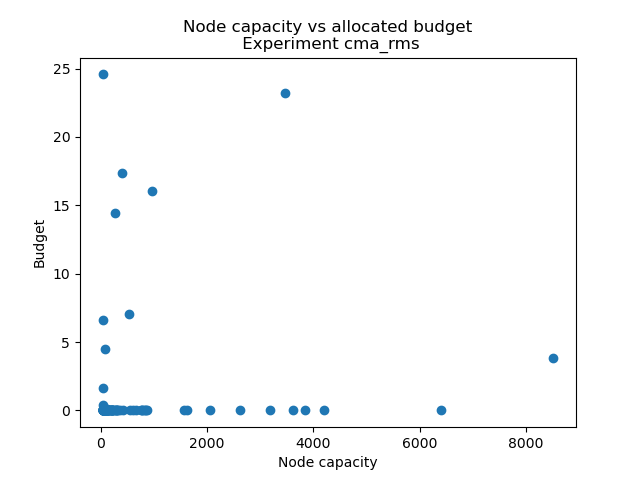 Node capacity vs allocated budget
Experiment cma_rms
25
20
15
10
5
0
Budget
0 2000 4000 6000 8000
Node capacity